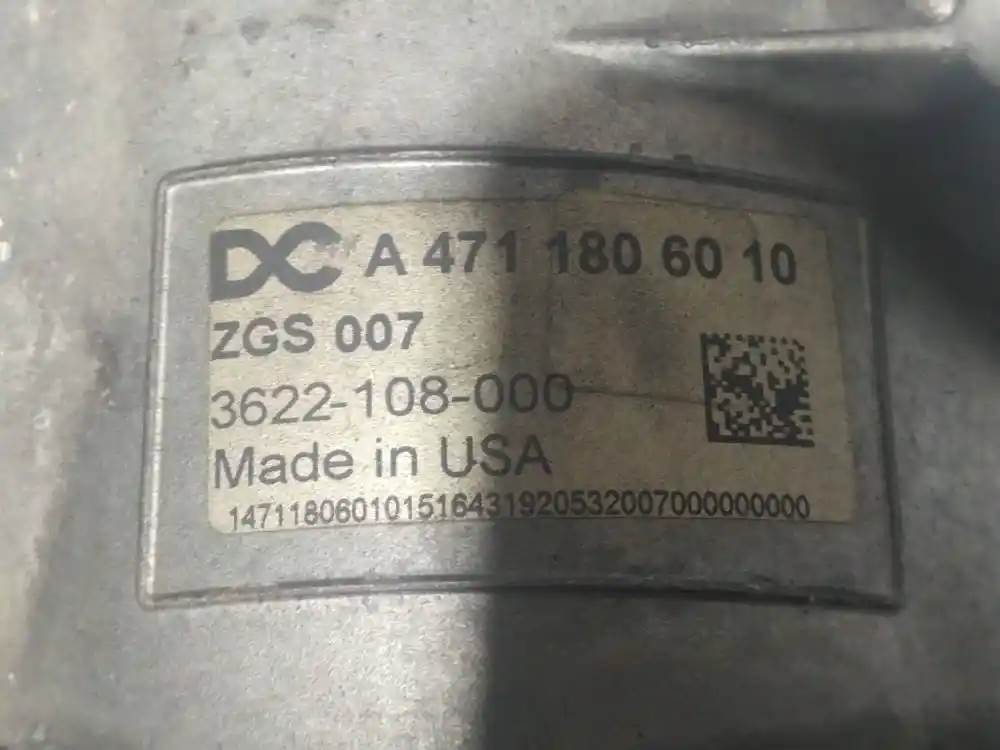 DC A 471 180 60 10
ZGS 007
3622-108-000
Made in USA
14711806010151643192053200700000000